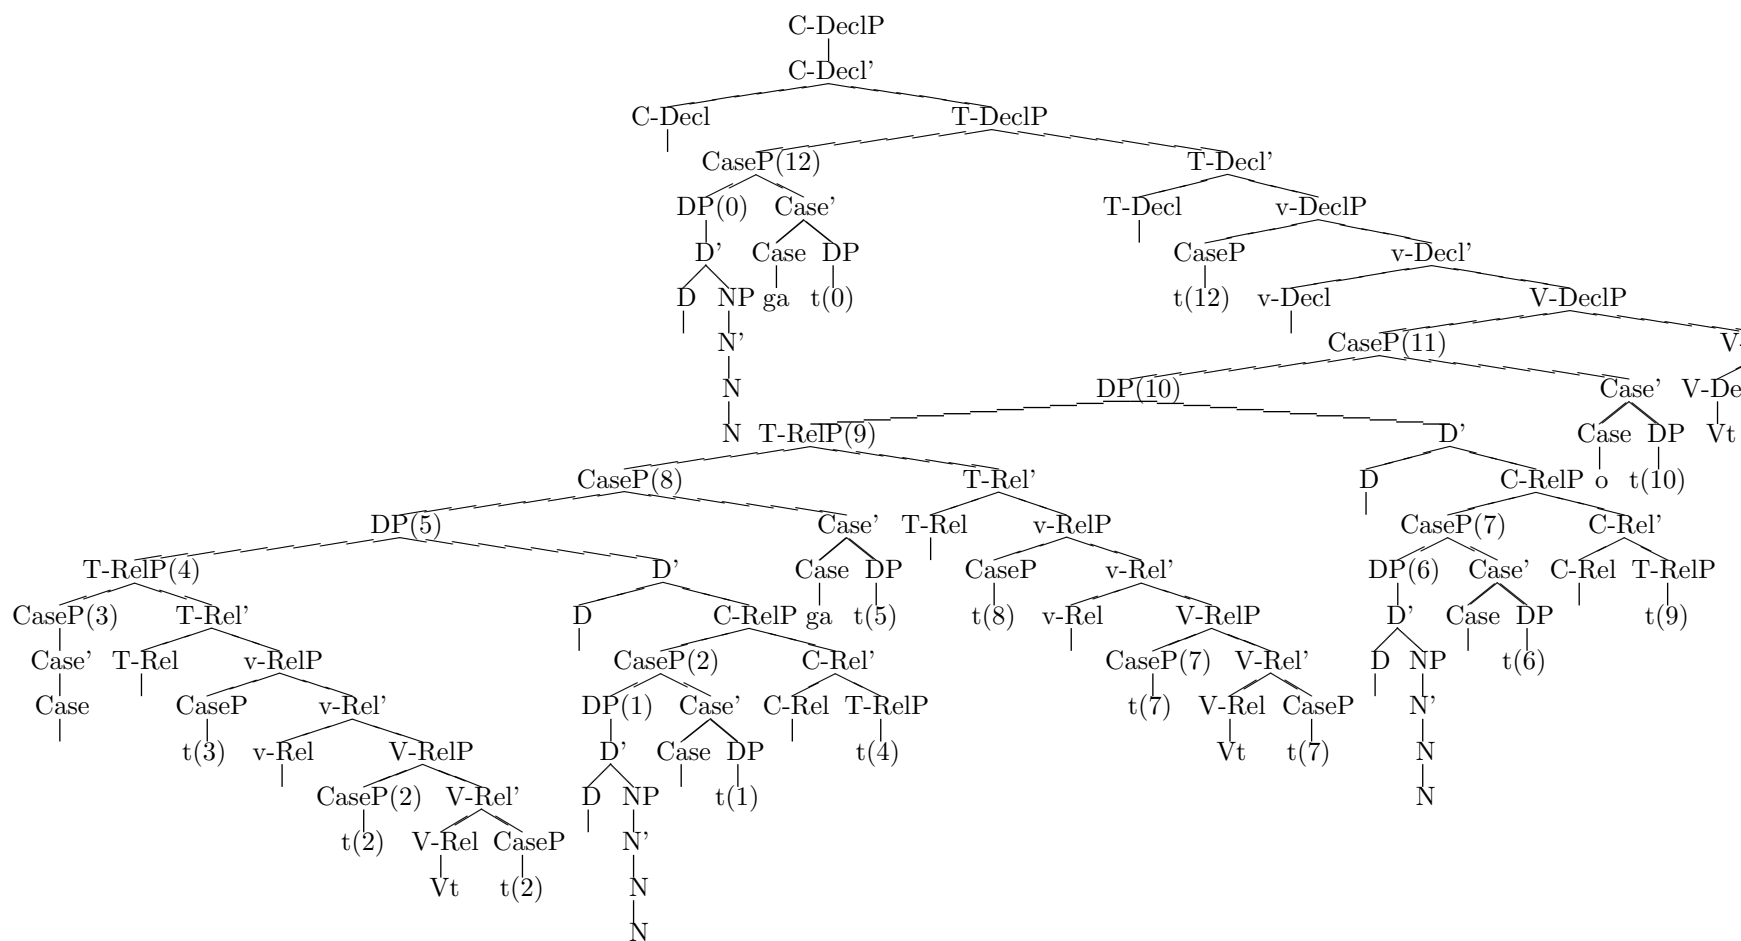 C-DeclP
C-Decl’
C-Decl T-DeclP
CaseP(12) T-Decl’
DP(0) Case’ T-Decl v-DeclP
D’ Case DP CaseP v-Decl’
D NP ga t(0) t(12) v-Decl V-DeclP
N’ CaseP(11)
N DP(10) Case’
N T-RelP(9) D’ Case DP Vt
CaseP(8) T-Rel’ D C-RelP o t(10)
DP(5) Case’ T-Rel v-RelP CaseP(7) C-Rel’
T-RelP(4) D’ Case DP CaseP v-Rel’ DP(6) Case’ C-Rel T-RelP
CaseP(3) T-Rel’ D C-RelP ga t(5) t(8) v-Rel V-RelP D’ Case DP t(9)
Case’ T-Rel v-RelP CaseP(2) C-Rel’ CaseP(7) V-Rel’ D NP t(6)
Case CaseP v-Rel’ DP(1) Case’ C-Rel T-RelP t(7) V-Rel CaseP N’
t(3) v-Rel V-RelP D’ Case DP t(4) Vt t(7) N
CaseP(2) V-Rel’ D NP t(1) N
t(2) V-Rel CaseP N’
Vt t(2) N
N